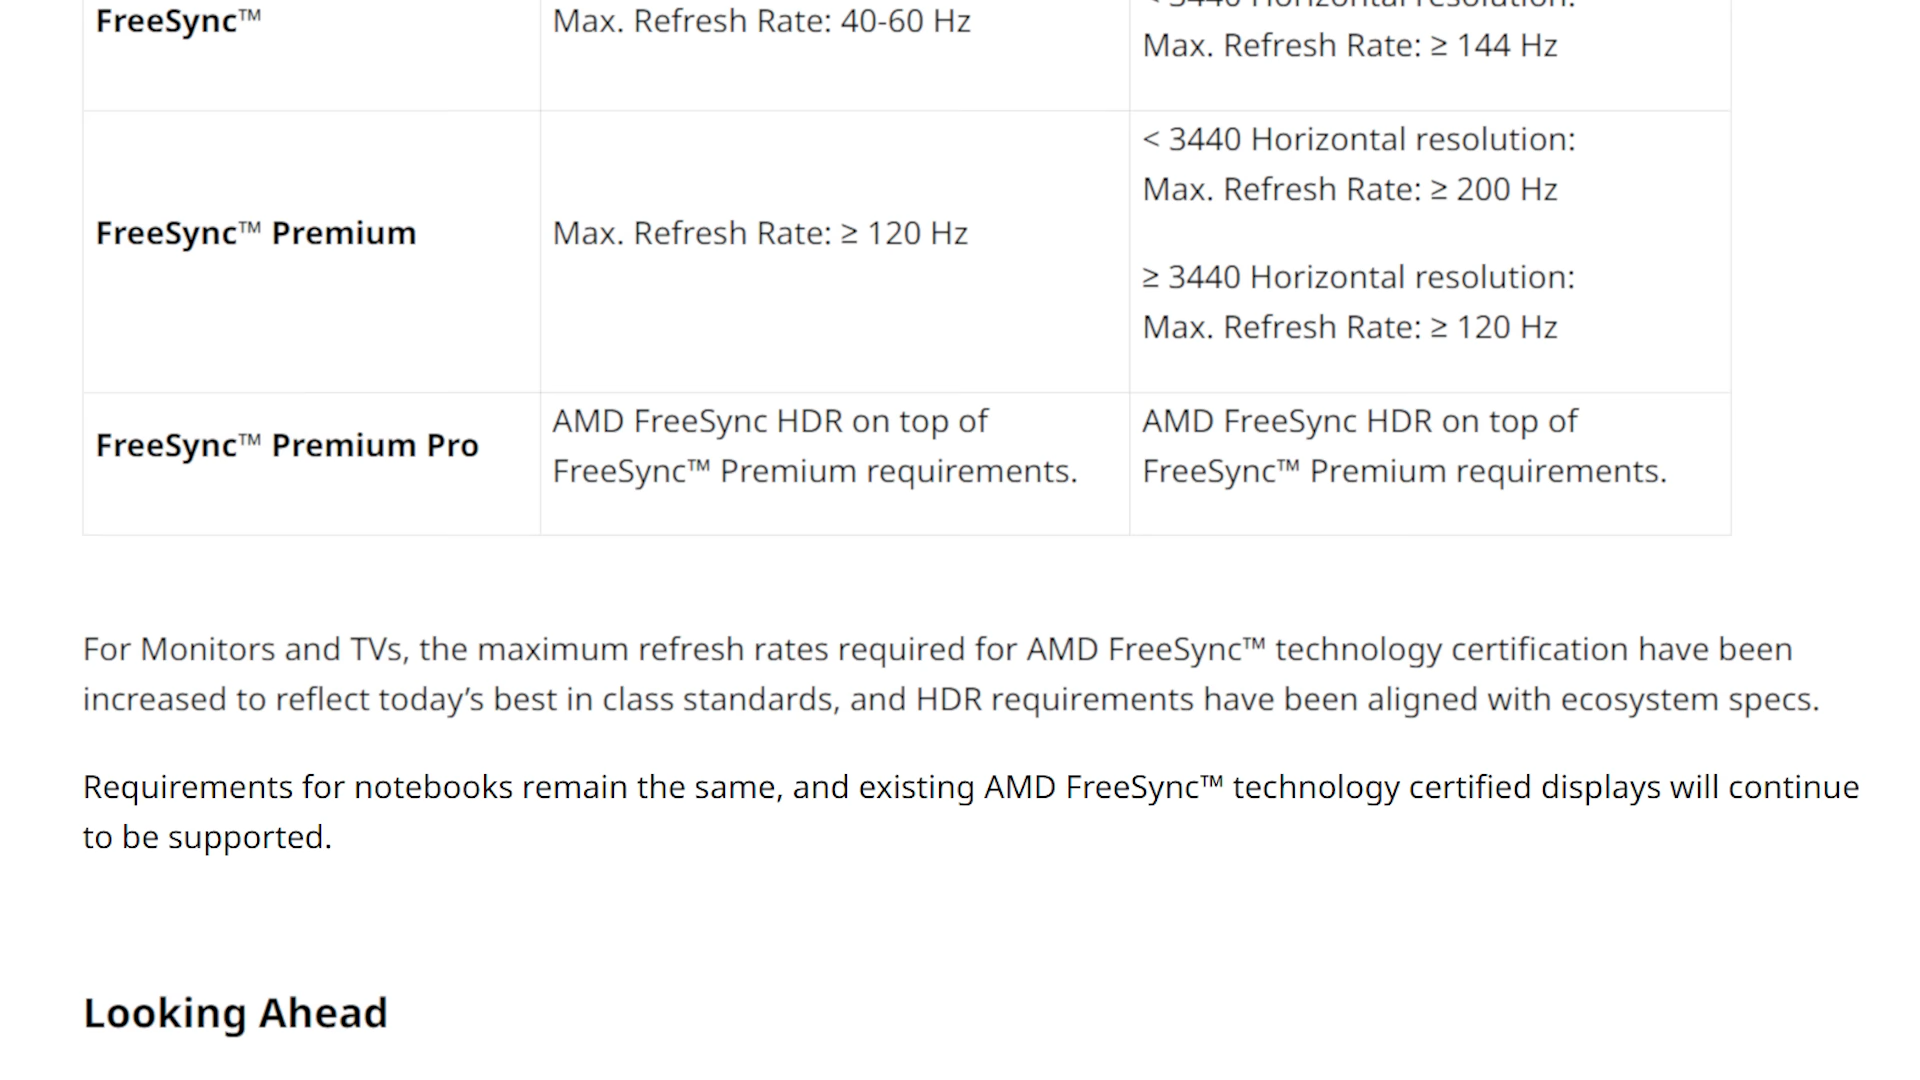 FreeSync™
Max. Refresh Rate: 40-60 Hz
< 3440 Horizontal resolution:
Max. Refresh Rate: ≥ 144 Hz
FreeSync™ Premium
Max. Refresh Rate: ≥ 120 Hz
< 3440 Horizontal resolution:
Max. Refresh Rate: ≥ 200 Hz
≥ 3440 Horizontal resolution:
Max. Refresh Rate: ≥ 120 Hz
FreeSync™ Premium Pro
AMD FreeSync HDR on top of
FreeSync™ Premium requirements.
AMD FreeSync HDR on top of
FreeSync™ Premium requirements.
For Monitors and TVs, the maximum refresh rates required for AMD FreeSync™ technology certification have been
increased to reflect today’s best in class standards, and HDR requirements have been aligned with ecosystem specs.
Requirements for notebooks remain the same, and existing AMD FreeSync™ technology certified displays will continue
to be supported.
Looking Ahead